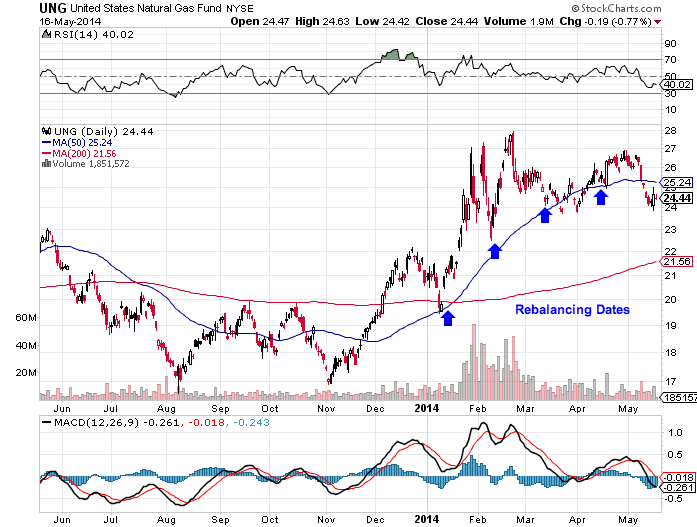 UNG United States Natural Gas Fund NYSE © StockCharts.com
16-May-2014 Open 24.47 High 24.63 Low 24.42 Close 24.44 Volume 1.9M Chg -0.19 (-0.77%)
RSI(14) 40.02
90
70
50
40.02
30
10
UNG (Daily) 24.44
MA(50) 25.24
MA(200) 21.56
Volume 1,851,572
28
27
26
25.24
25
24.44
24
23
22
21.56
21
20
19
18
17
60M
40M
20M
185157
Rebalancing Dates
Jun Jul Aug Sep Oct Nov Dec 2014 Feb Mar Apr May
MACD(12,26,9) -0.261, -0.018, -0.243
1.0
0.5
-0.018
-0.261
-0.5
Jun Jul Aug Sep Oct Nov Dec 2014 Feb Mar Apr May